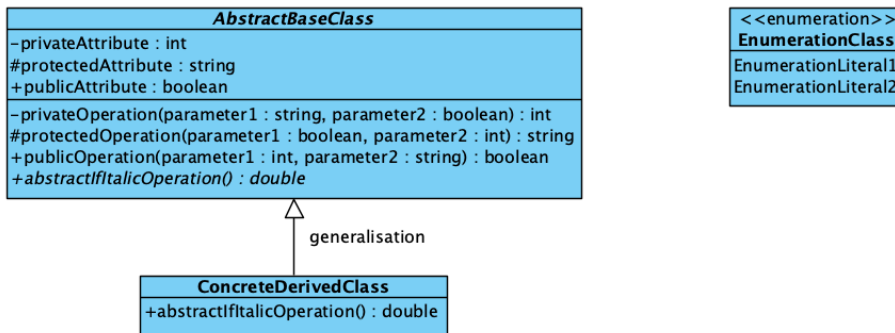 AbstractBaseClass
-privateAttribute : int
#protectedAttribute : string
+publicAttribute : boolean
-privateOperation(parameter1 : string, parameter2 : boolean) : int
#protectedOperation(parameter1 : boolean, parameter2 : int) : string
+publicOperation(parameter1 : int, parameter2 : string) : boolean
+abstractIfItalicOperation() : double
generalisation
ConcreteDerivedClass
+abstractIfItalicOperation() : double
<<enumeration>>
EnumerationClass
EnumerationLiteral1
EnumerationLiteral2